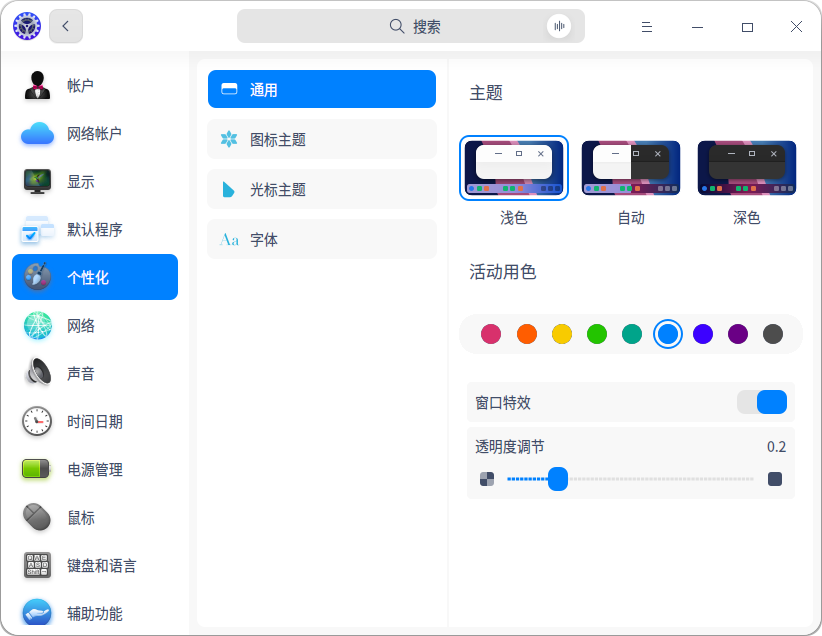 搜索
帐户
网络帐户
显示
默认程序
个性化
网络
声音
时间日期
电源管理
鼠标
键盘和语言
辅助功能
通用
图标主题
光标主题
Aa 字体
主题
浅色 自动 深色
活动用色
窗口特效
透明度调节 0.2